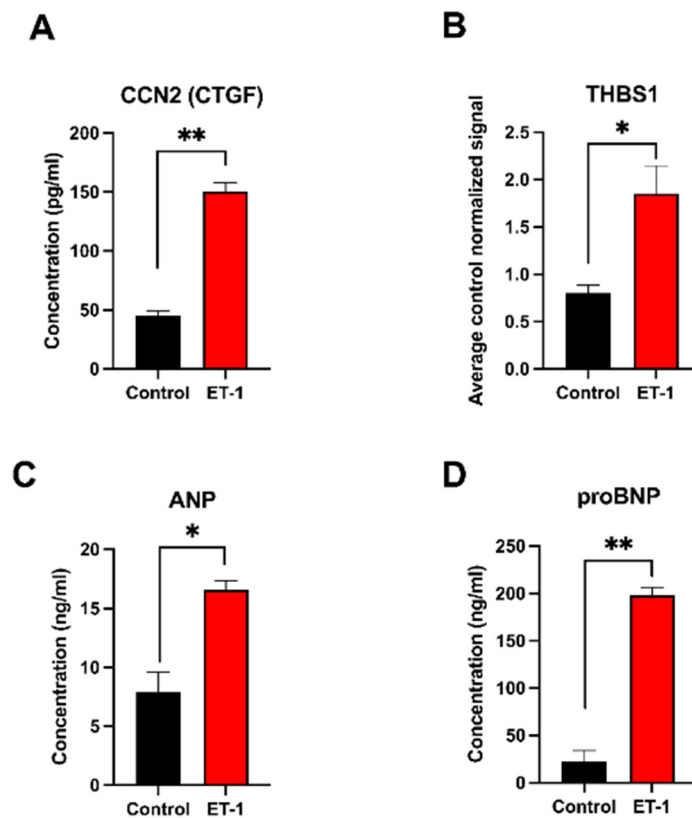 A
CCN2 (CTGF)
Concentration (pg/ml)
200
150
100
50
0
**
Control ET-1
B
THBS1
Average control normalized signal
2.5
2.0
1.5
1.0
0.5
0.0
*
Control ET-1
C
ANP
Concentration (ng/ml)
20
15
10
5
0
*
Control ET-1
D
proBNP
Concentration (ng/ml)
250
200
150
100
50
0
**
Control ET-1